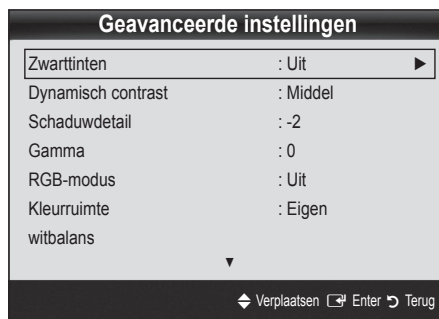 Geavanceerde instellingen
Zwarttinten : Uit ►
Dynamisch contrast : Middel
Schaduwdetail : -2
Gamma : 0
RGB-modus : Uit
Kleurruimte : Eigen
witbalans
▼
Verplaatsen Enter Terug